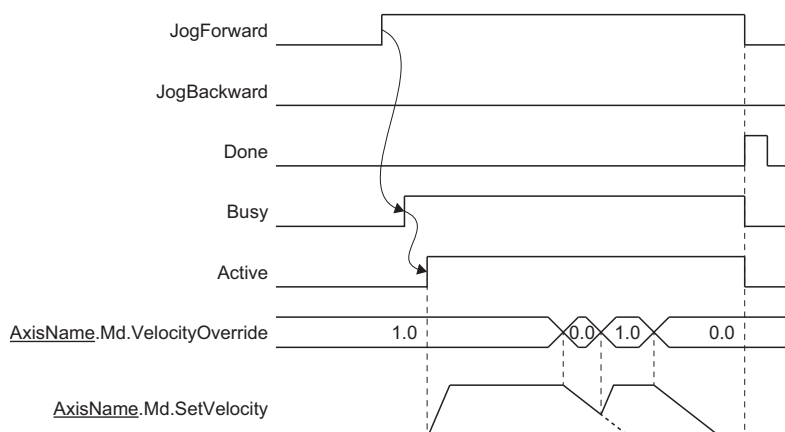 JogForward
JogBackward
Done
Busy
Active
AxisName.Md.VelocityOverride 1.0 0.0 1.0 0.0
AxisName.Md.SetVelocity